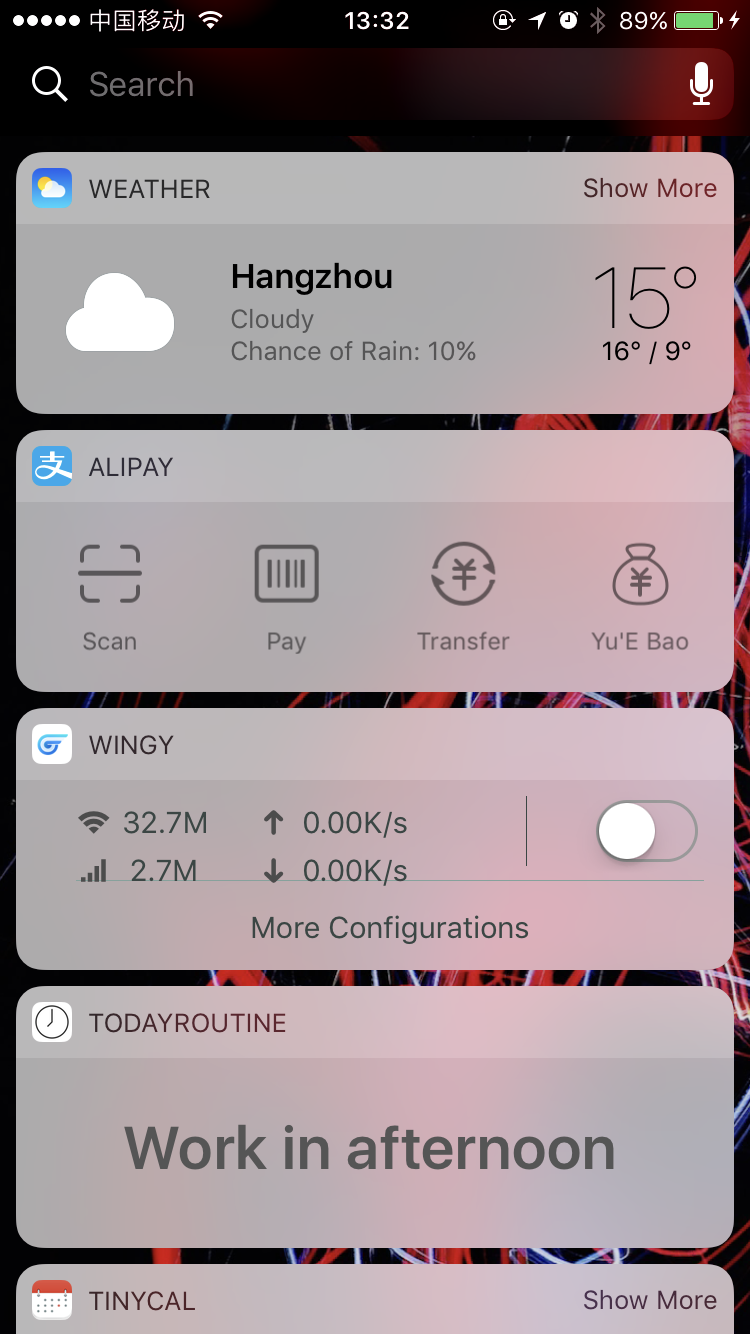 中国移动 13:32 89%
Search
WEATHER Show More
Hangzhou 15°
Cloudy
Chance of Rain: 10% 16° / 9°
支 ALIPAY
Scan Pay Transfer Yu'E Bao
WINGY
32.7M 0.00K/s
2.7M 0.00K/s
More Configurations
TODAYROUTINE
Work in afternoon
TINYCAL Show More